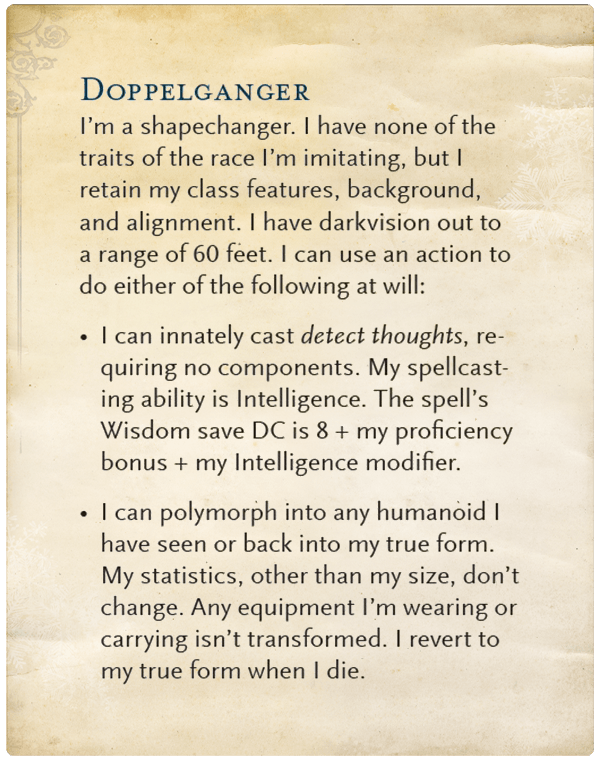 DOPPELGANGER
I'm a shapechanger. I have none of the
traits of the race I'm imitating, but I
retain my class features, background,
and alignment. I have darkvision out to
a range of 60 feet. I can use an action to
do either of the following at will:
• I can innately cast detect thoughts, re-
quiring no components. My spellcast-
ing ability is Intelligence. The spell's
Wisdom save DC is 8 + my proficiency
bonus + my Intelligence modifier.
• I can polymorph into any humanoid I
have seen or back into my true form.
My statistics, other than my size, don't
change. Any equipment I'm wearing or
carrying isn't transformed. I revert to
my true form when I die.